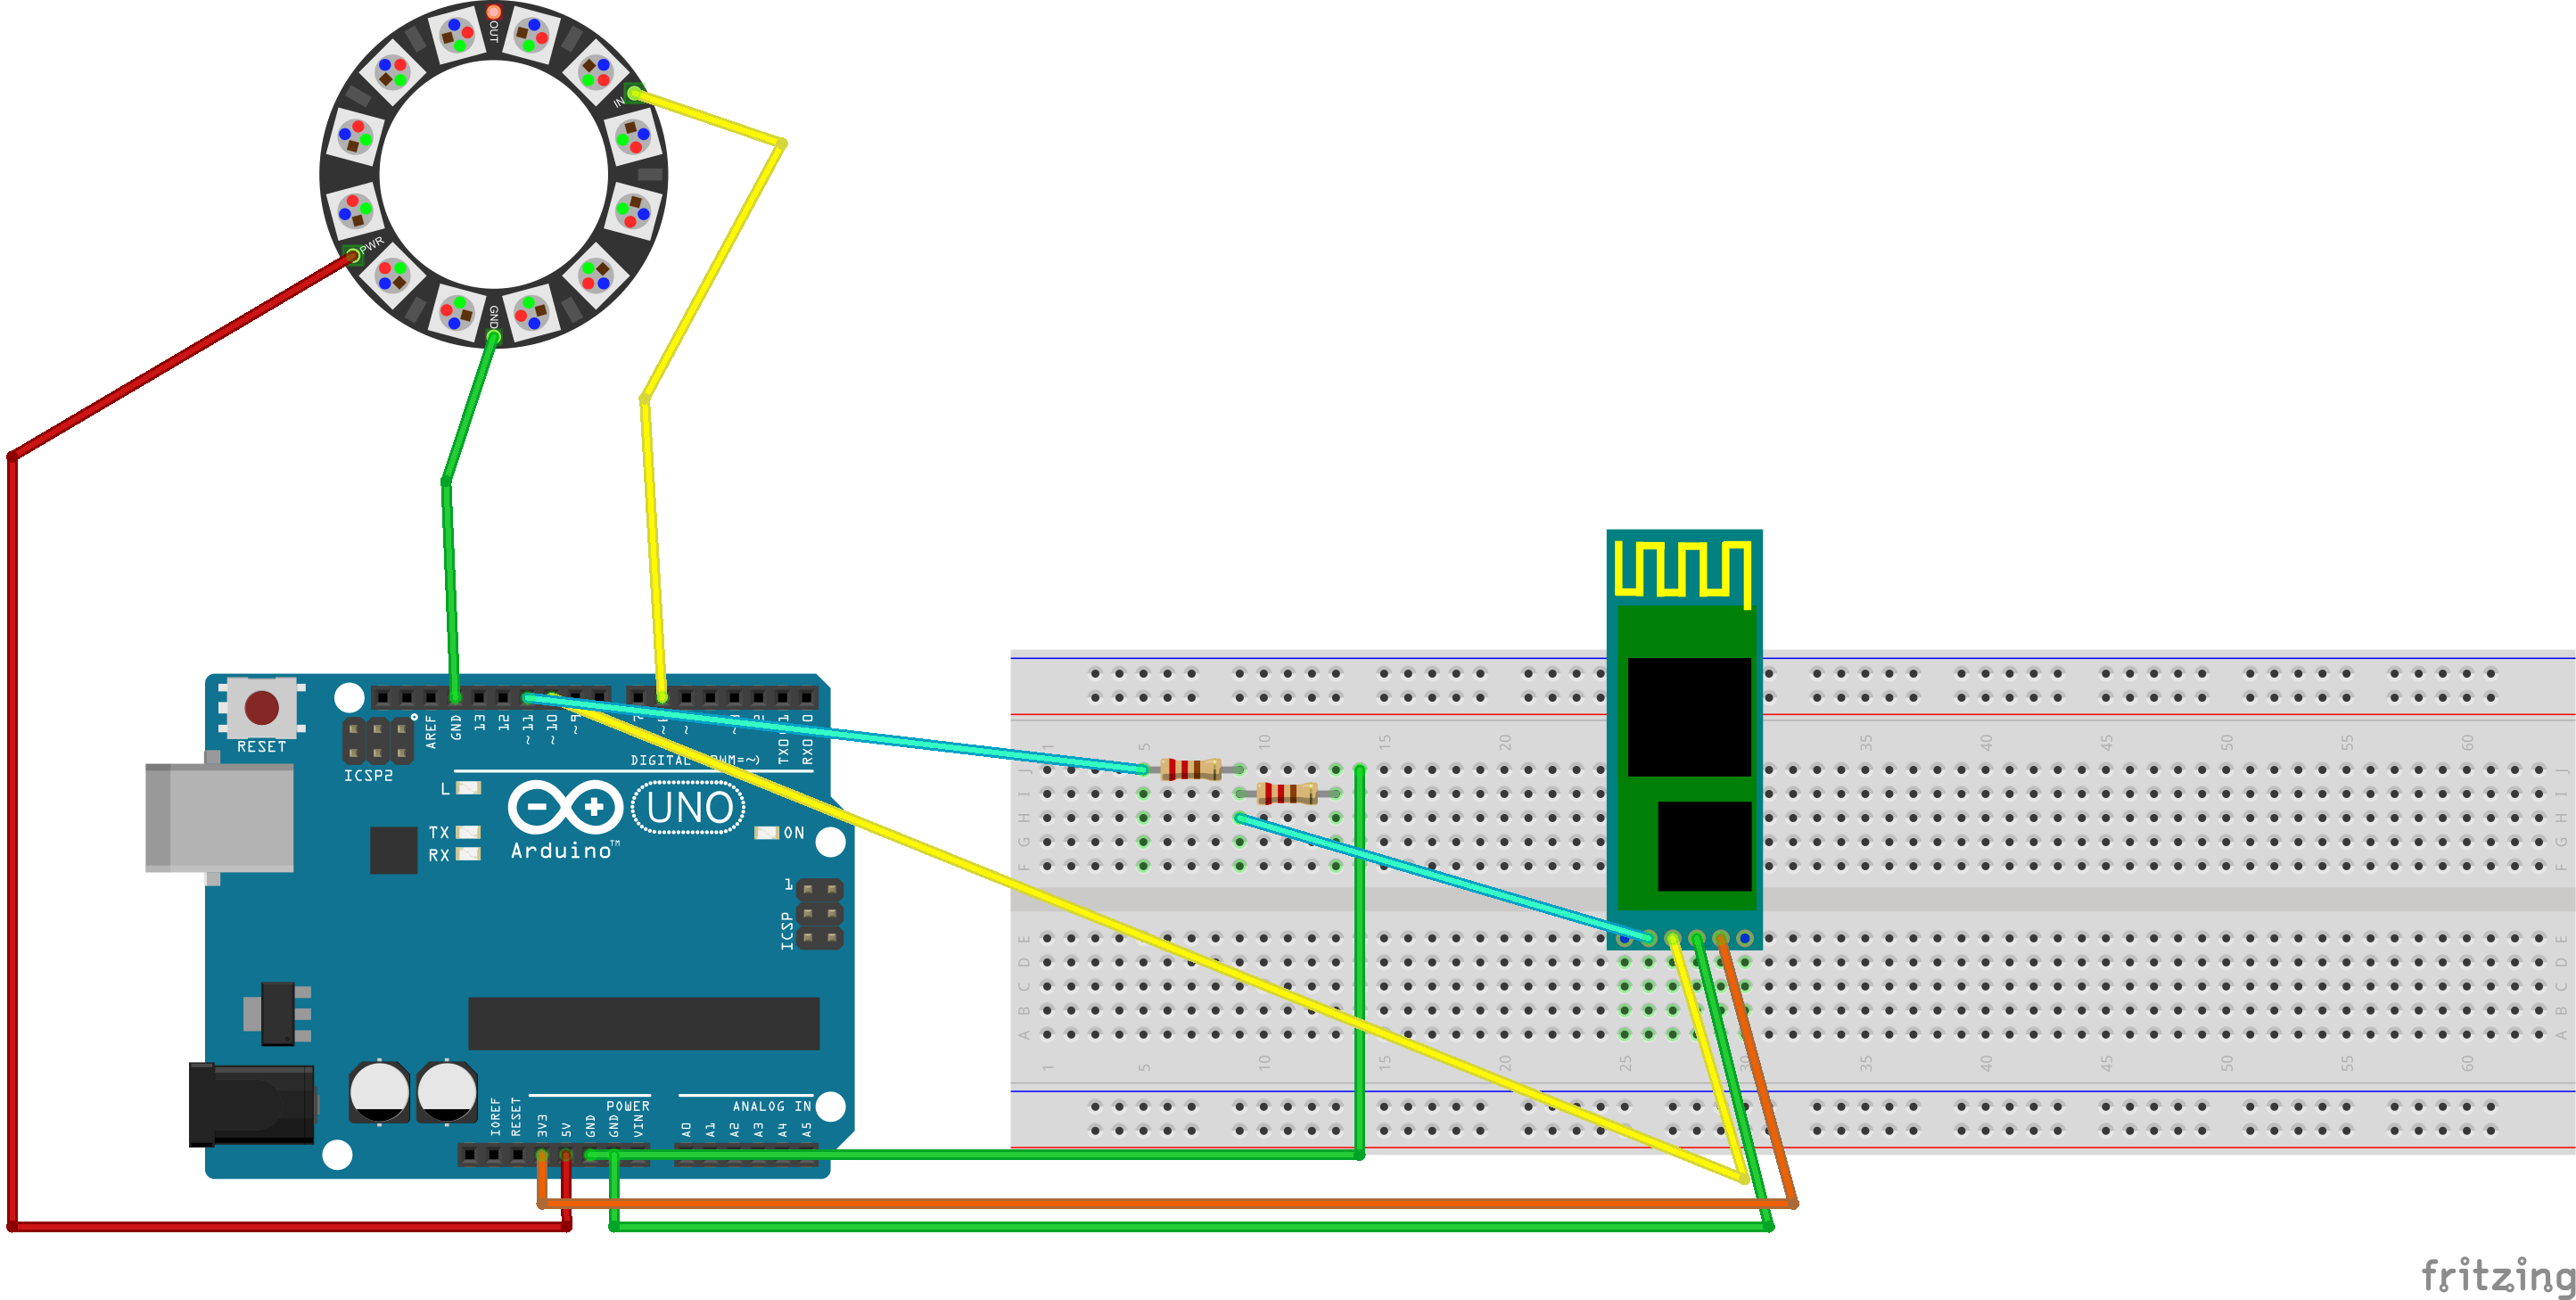 OUT
IN
PWR
GND
RESET
ICSP2
AREF
GND
13
12
~11
~10
~9
7
TX0 1
RX0 0
DIGITAL
L
TX
RX
UNO
Arduino™
ON
1
ICSP
IOREF
RESET
3V3
5V
GND
GND
VIN
POWER
ANALOG IN
A0
A1
A2
A3
A4
A5
1 5 10 15 20 35 40 45 50 55 60
J J
I I
H H
G G
F F
E E
D D
C C
B B
A A
1 5 10 15 20 25 30 35 40 45 50 55 60
fritzing